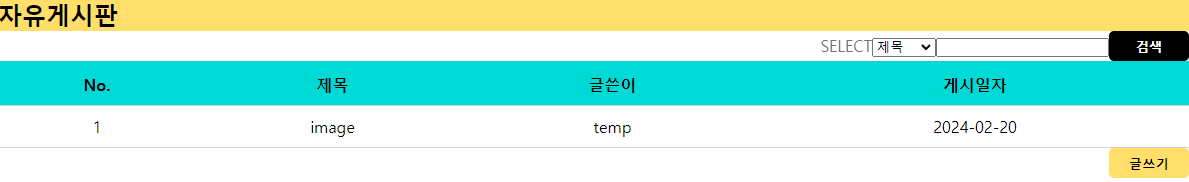 자유게시판
SELECT 제목 검색
No. 제목 글쓴이 게시일자
1 image temp 2024-02-20
글쓰기